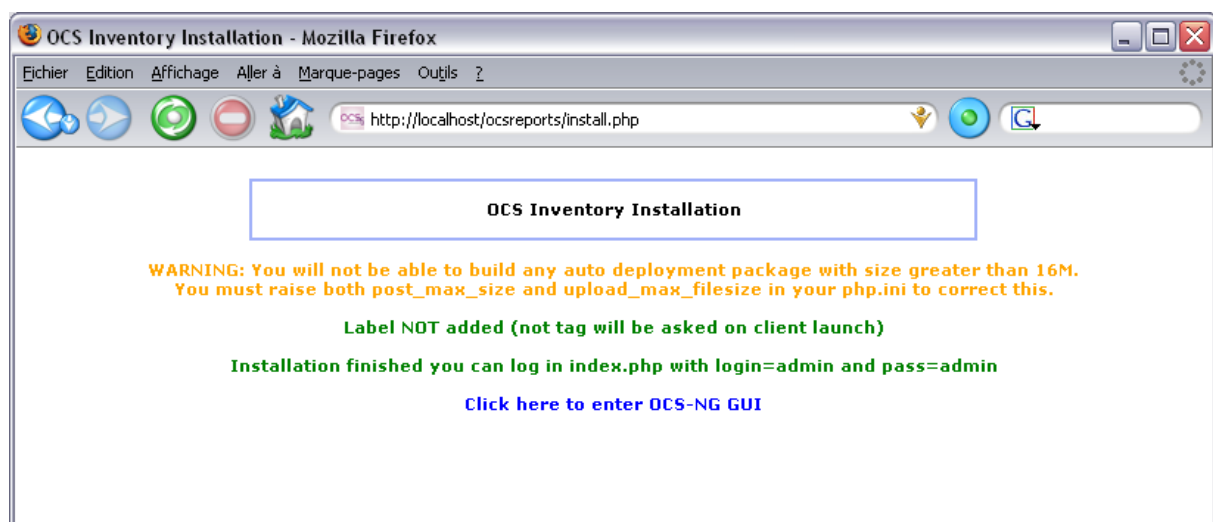 OCS Inventory Installation - Mozilla Firefox
Eichier Edition Affichage Aller à Marque-pages Outils ?
OCS http://localhost/ocsreports/install.php G
OCS Inventory Installation
WARNING: You will not be able to build any auto deployment package with size greater than 16M.
You must raise both post_max_size and upload_max_filesize in your php.ini to correct this.
Label NOT added (not tag will be asked on client launch)
Installation finished you can log in index.php with login=admin and pass=admin
Click here to enter OCS-NG GUI